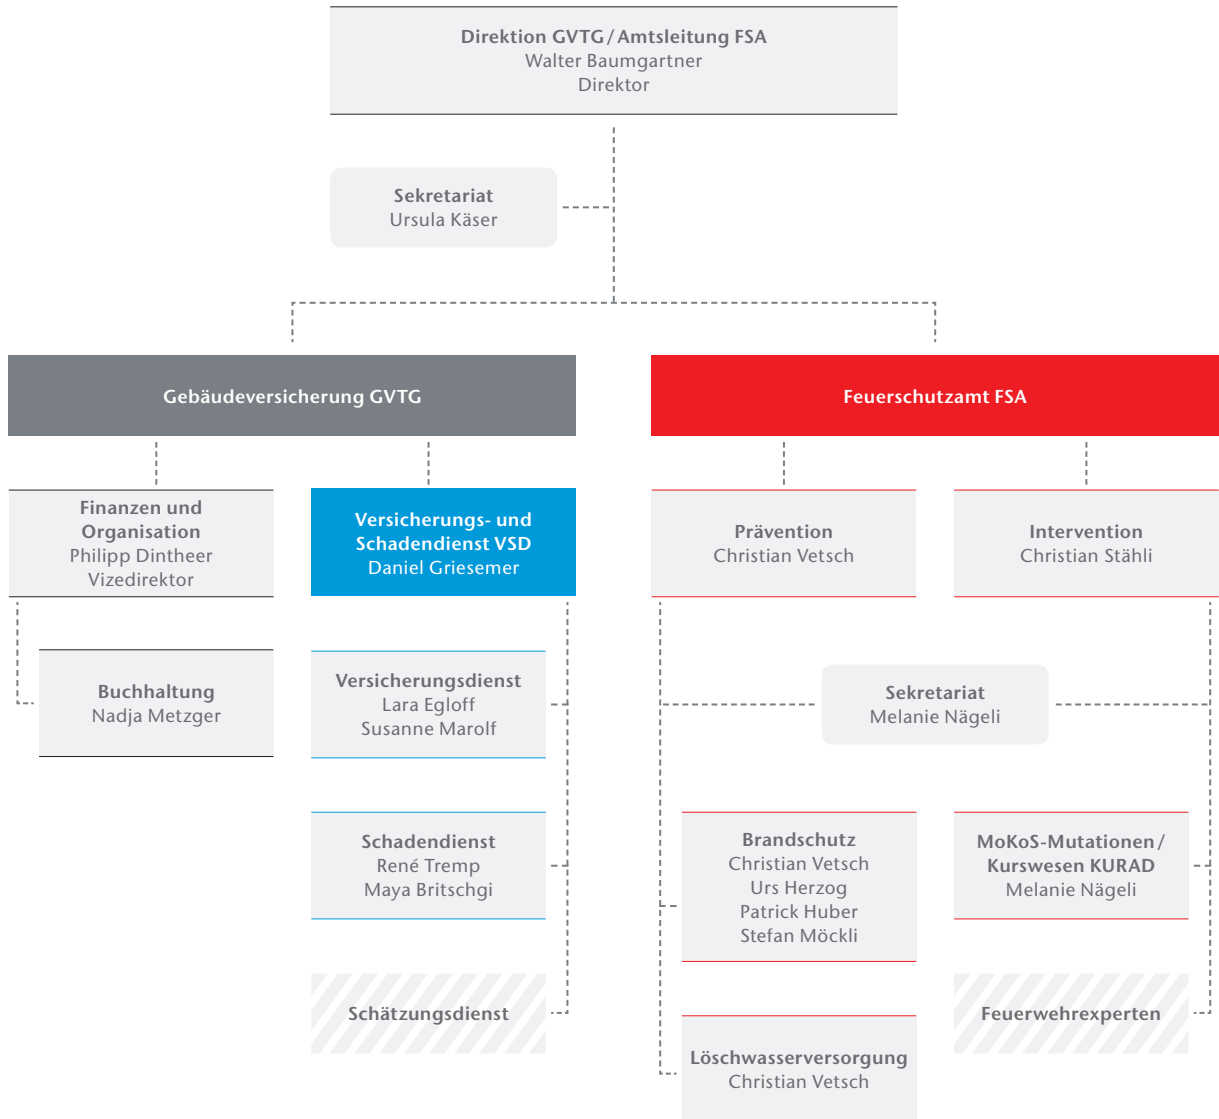 Direktion GVTG / Amtsleitung FSA
Walter Baumgartner
Direktor
Sekretariat
Ursula Käser
Gebäudeversicherung GVTG
Feuerschutzamt FSA
Finanzen und
Organisation
Philipp Dintheer
Vizedirektor
Versicherungs- und
Schadendienst VSD
Daniel Griesemer
Prävention
Christian Vetsch
Intervention
Christian Stähli
Buchhaltung
Nadja Metzger
Versicherungsdienst
Lara Egloff
Susanne Marolf
Sekretariat
Melanie Nägeli
Schadendienst
René Tremp
Maya Britschgi
Brandschutz
Christian Vetsch
Urs Herzog
Patrick Huber
Stefan Möckli
MoKoS-Mutationen /
Kurswesen KURAD
Melanie Nägeli
Schätzungsdienst
Feuerwehrexperten
Löschwasserversorgung
Christian Vetsch